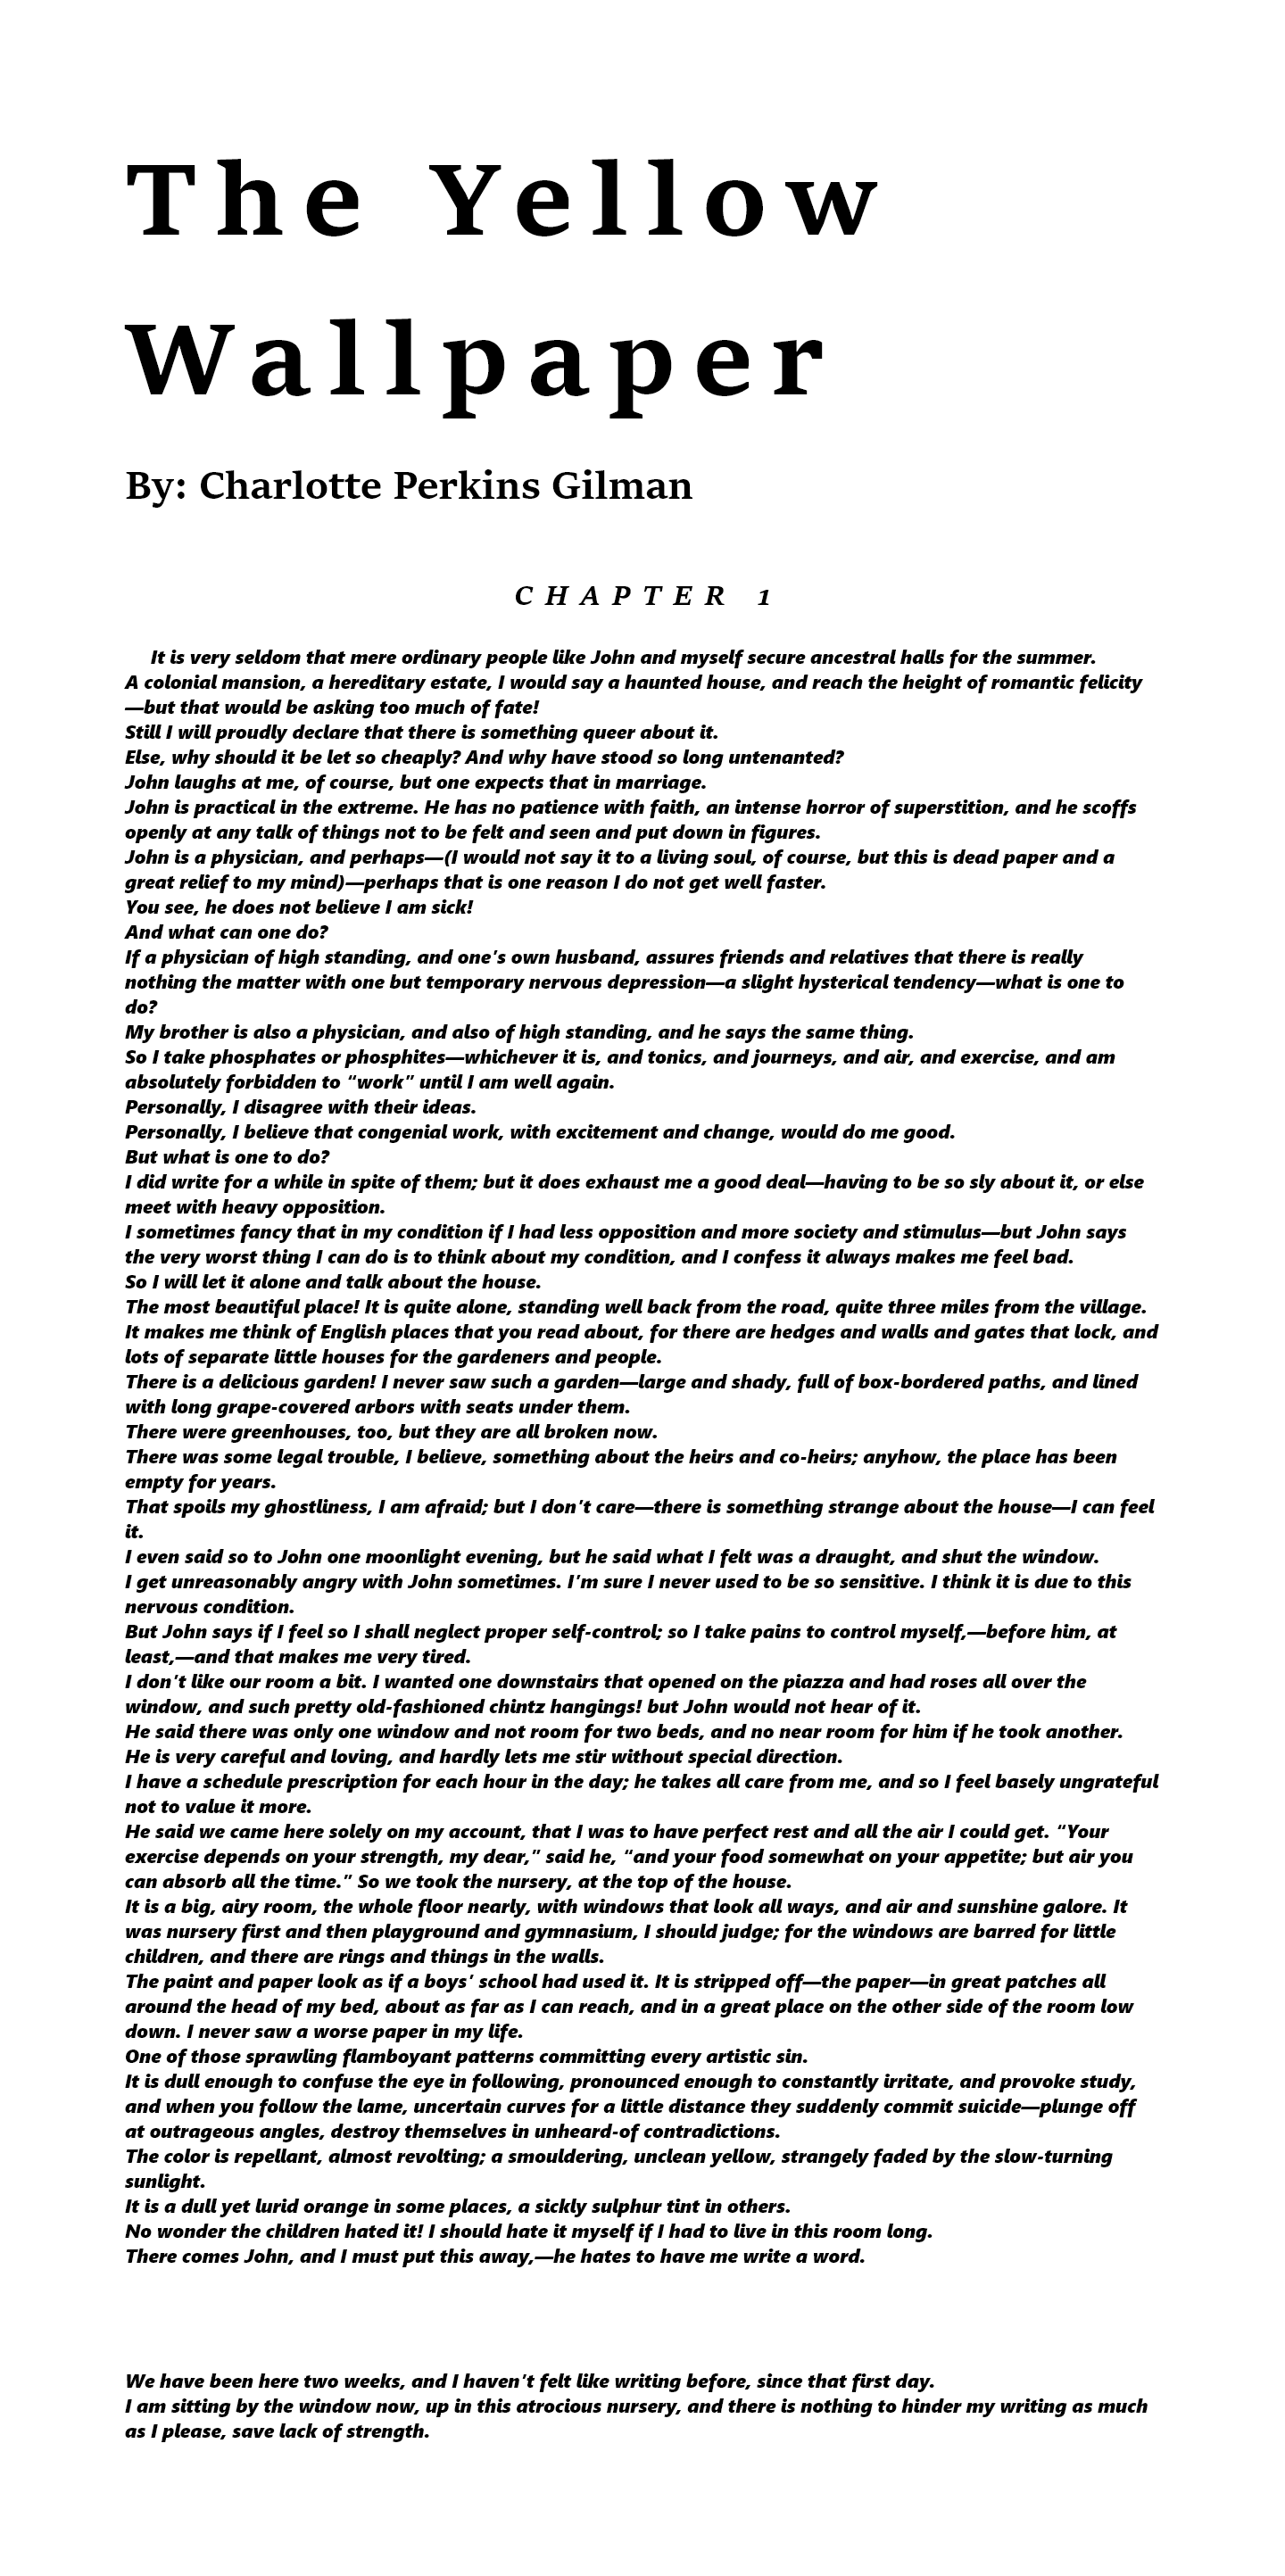 The Yellow
Wallpaper
By: Charlotte Perkins Gilman
CHAPTER 1
It is very seldom that mere ordinary people like John and myself secure ancestral halls for the summer.
A colonial mansion, a hereditary estate, I would say a haunted house, and reach the height of romantic felicity
—but that would be asking too much of fate!
Still I will proudly declare that there is something queer about it.
Else, why should it be let so cheaply? And why have stood so long untenanted?
John laughs at me, of course, but one expects that in marriage.
John is practical in the extreme. He has no patience with faith, an intense horror of superstition, and he scoffs
openly at any talk of things not to be felt and seen and put down in figures.
John is a physician, and perhaps—(I would not say it to a living soul, of course, but this is dead paper and a
great relief to my mind)—perhaps that is one reason I do not get well faster.
You see, he does not believe I am sick!
And what can one do?
If a physician of high standing, and one's own husband, assures friends and relatives that there is really
nothing the matter with one but temporary nervous depression—a slight hysterical tendency—what is one to
do?
My brother is also a physician, and also of high standing, and he says the same thing.
So I take phosphates or phosphites—whichever it is, and tonics, and journeys, and air, and exercise, and am
absolutely forbidden to “work” until I am well again.
Personally, I disagree with their ideas.
Personally, I believe that congenial work, with excitement and change, would do me good.
But what is one to do?
I did write for a while in spite of them; but it does exhaust me a good deal—having to be so sly about it, or else
meet with heavy opposition.
I sometimes fancy that in my condition if I had less opposition and more society and stimulus—but John says
the very worst thing I can do is to think about my condition, and I confess it always makes me feel bad.
So I will let it alone and talk about the house.
The most beautiful place! It is quite alone, standing well back from the road, quite three miles from the village.
It makes me think of English places that you read about, for there are hedges and walls and gates that lock, and
lots of separate little houses for the gardeners and people.
There is a delicious garden! I never saw such a garden—large and shady, full of box-bordered paths, and lined
with long grape-covered arbors with seats under them.
There were greenhouses, too, but they are all broken now.
There was some legal trouble, I believe, something about the heirs and co-heirs; anyhow, the place has been
empty for years.
That spoils my ghostliness, I am afraid; but I don't care—there is something strange about the house—I can feel
it.
I even said so to John one moonlight evening, but he said what I felt was a draught, and shut the window.
I get unreasonably angry with John sometimes. I'm sure I never used to be so sensitive. I think it is due to this
nervous condition.
But John says if I feel so I shall neglect proper self-control; so I take pains to control myself,—before him, at
least,—and that makes me very tired.
I don't like our room a bit. I wanted one downstairs that opened on the piazza and had roses all over the
window, and such pretty old-fashioned chintz hangings! but John would not hear of it.
He said there was only one window and not room for two beds, and no near room for him if he took another.
He is very careful and loving, and hardly lets me stir without special direction.
I have a schedule prescription for each hour in the day; he takes all care from me, and so I feel basely ungrateful
not to value it more.
He said we came here solely on my account, that I was to have perfect rest and all the air I could get. “Your
exercise depends on your strength, my dear,” said he, “and your food somewhat on your appetite; but air you
can absorb all the time.” So we took the nursery, at the top of the house.
It is a big, airy room, the whole floor nearly, with windows that look all ways, and air and sunshine galore. It
was nursery first and then playground and gymnasium, I should judge; for the windows are barred for little
children, and there are rings and things in the walls.
The paint and paper look as if a boys' school had used it. It is stripped off—the paper—in great patches all
around the head of my bed, about as far as I can reach, and in a great place on the other side of the room low
down. I never saw a worse paper in my life.
One of those sprawling flamboyant patterns committing every artistic sin.
It is dull enough to confuse the eye in following, pronounced enough to constantly irritate, and provoke study,
and when you follow the lame, uncertain curves for a little distance they suddenly commit suicide—plunge off
at outrageous angles, destroy themselves in unheard-of contradictions.
The color is repellant, almost revolting; a smouldering, unclean yellow, strangely faded by the slow-turning
sunlight.
It is a dull yet lurid orange in some places, a sickly sulphur tint in others.
No wonder the children hated it! I should hate it myself if I had to live in this room long.
There comes John, and I must put this away,—he hates to have me write a word.
We have been here two weeks, and I haven't felt like writing before, since that first day.
I am sitting by the window now, up in this atrocious nursery, and there is nothing to hinder my writing as much
as I please, save lack of strength.